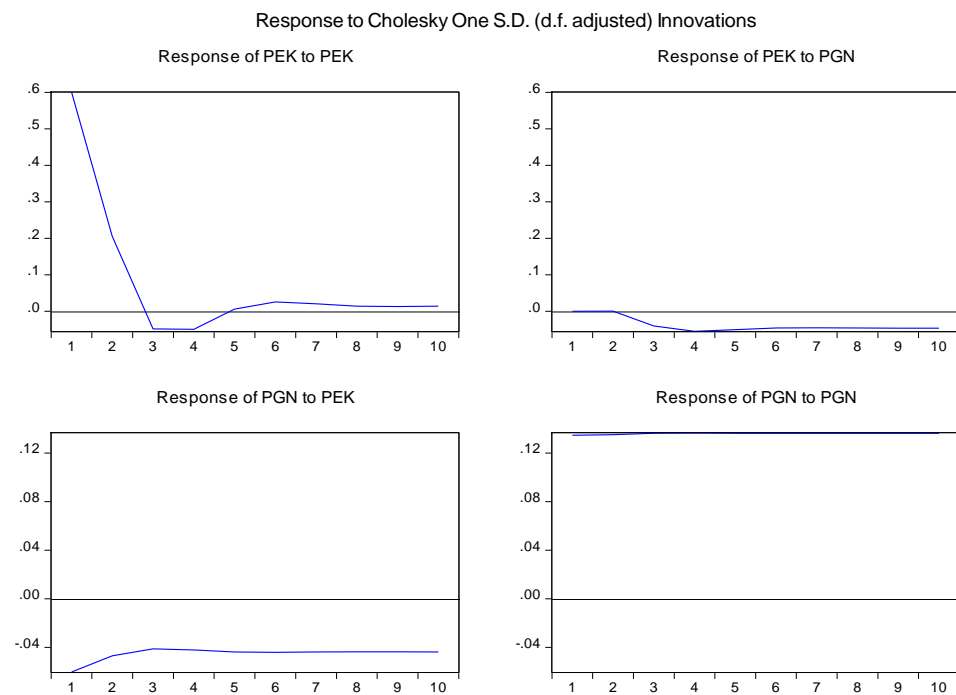 Response to Cholesky One S.D. (d.f. adjusted) Innovations
Response of PEK to PEK
.6
.5
.4
.3
.2
.1
.0
1 2 3 4 5 6 7 8 9 10
Response of PEK to PGN
.6
.5
.4
.3
.2
.1
.0
1 2 3 4 5 6 7 8 9 10
Response of PGN to PEK
.12
.08
.04
.00
-.04
1 2 3 4 5 6 7 8 9 10
Response of PGN to PGN
.12
.08
.04
.00
-.04
1 2 3 4 5 6 7 8 9 10